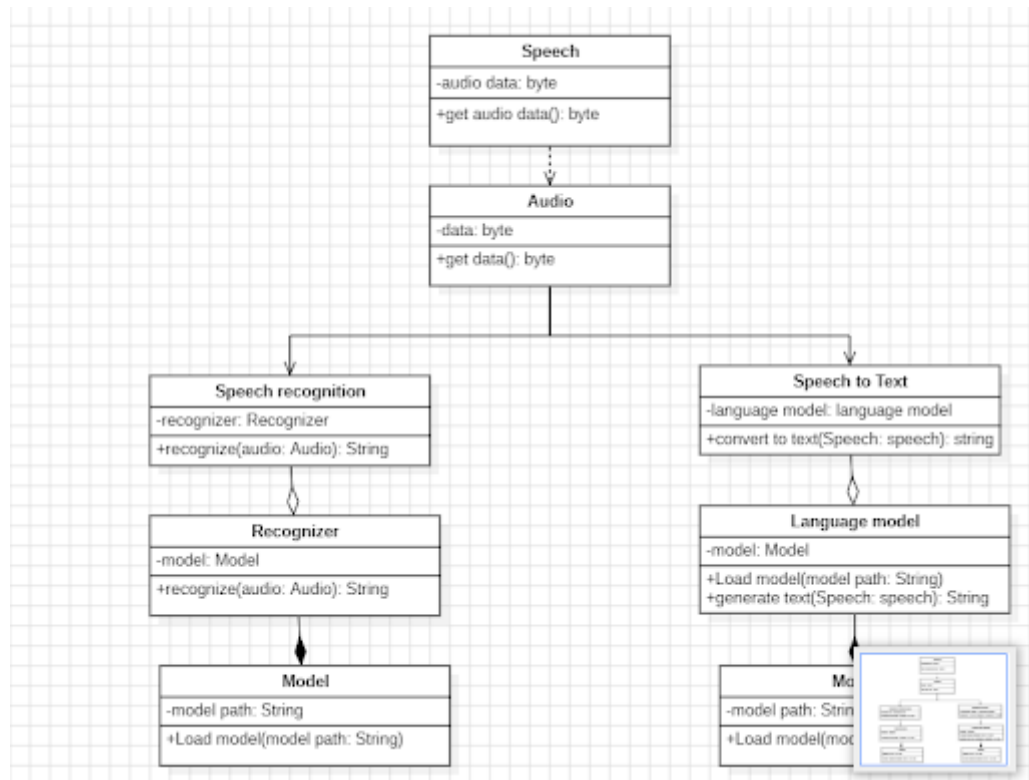 Speech
-audio data: byte
+get audio data(): byte
Audio
-data: byte
+get data(): byte
Speech recognition
-recognizer: Recognizer
+recognize(audio: Audio): String
Speech to Text
-language model: language model
+convert to text(Speech: speech): string
Recognizer
-model: Model
+recognize(audio: Audio): String
Language model
-model: Model
+Load model(model path: String)
+generate text(Speech: speech): String
Model
-model path: String
+Load model(model path: String)
-model path:
+Load